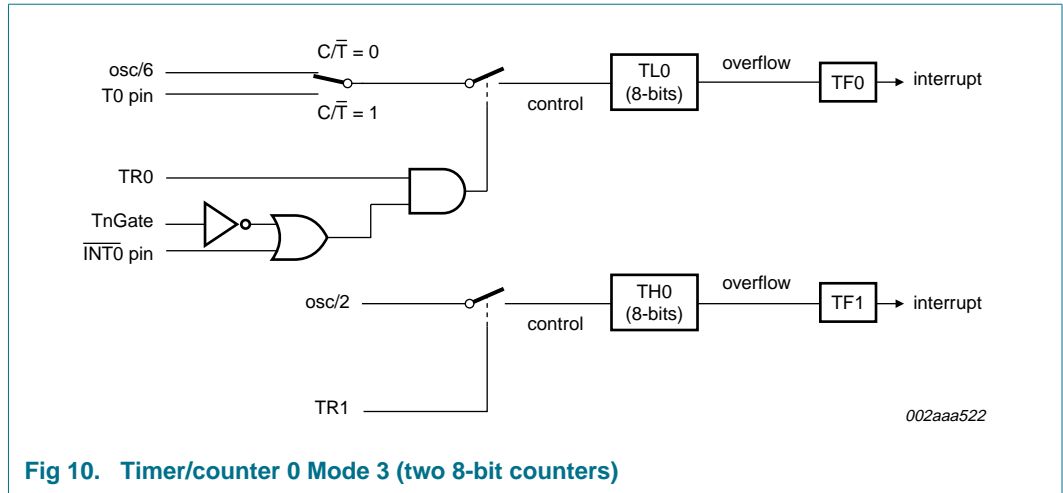 C/T̅ = 0
osc/6
T0 pin
C/T̅ = 1
control
TL0
(8-bits)
overflow
TF0
interrupt
TR0
TnGate
I̅N̅T̅0̅ pin
osc/2
control
TH0
(8-bits)
overflow
TF1
interrupt
TR1
002aaa522
Fig 10. Timer/counter 0 Mode 3 (two 8-bit counters)